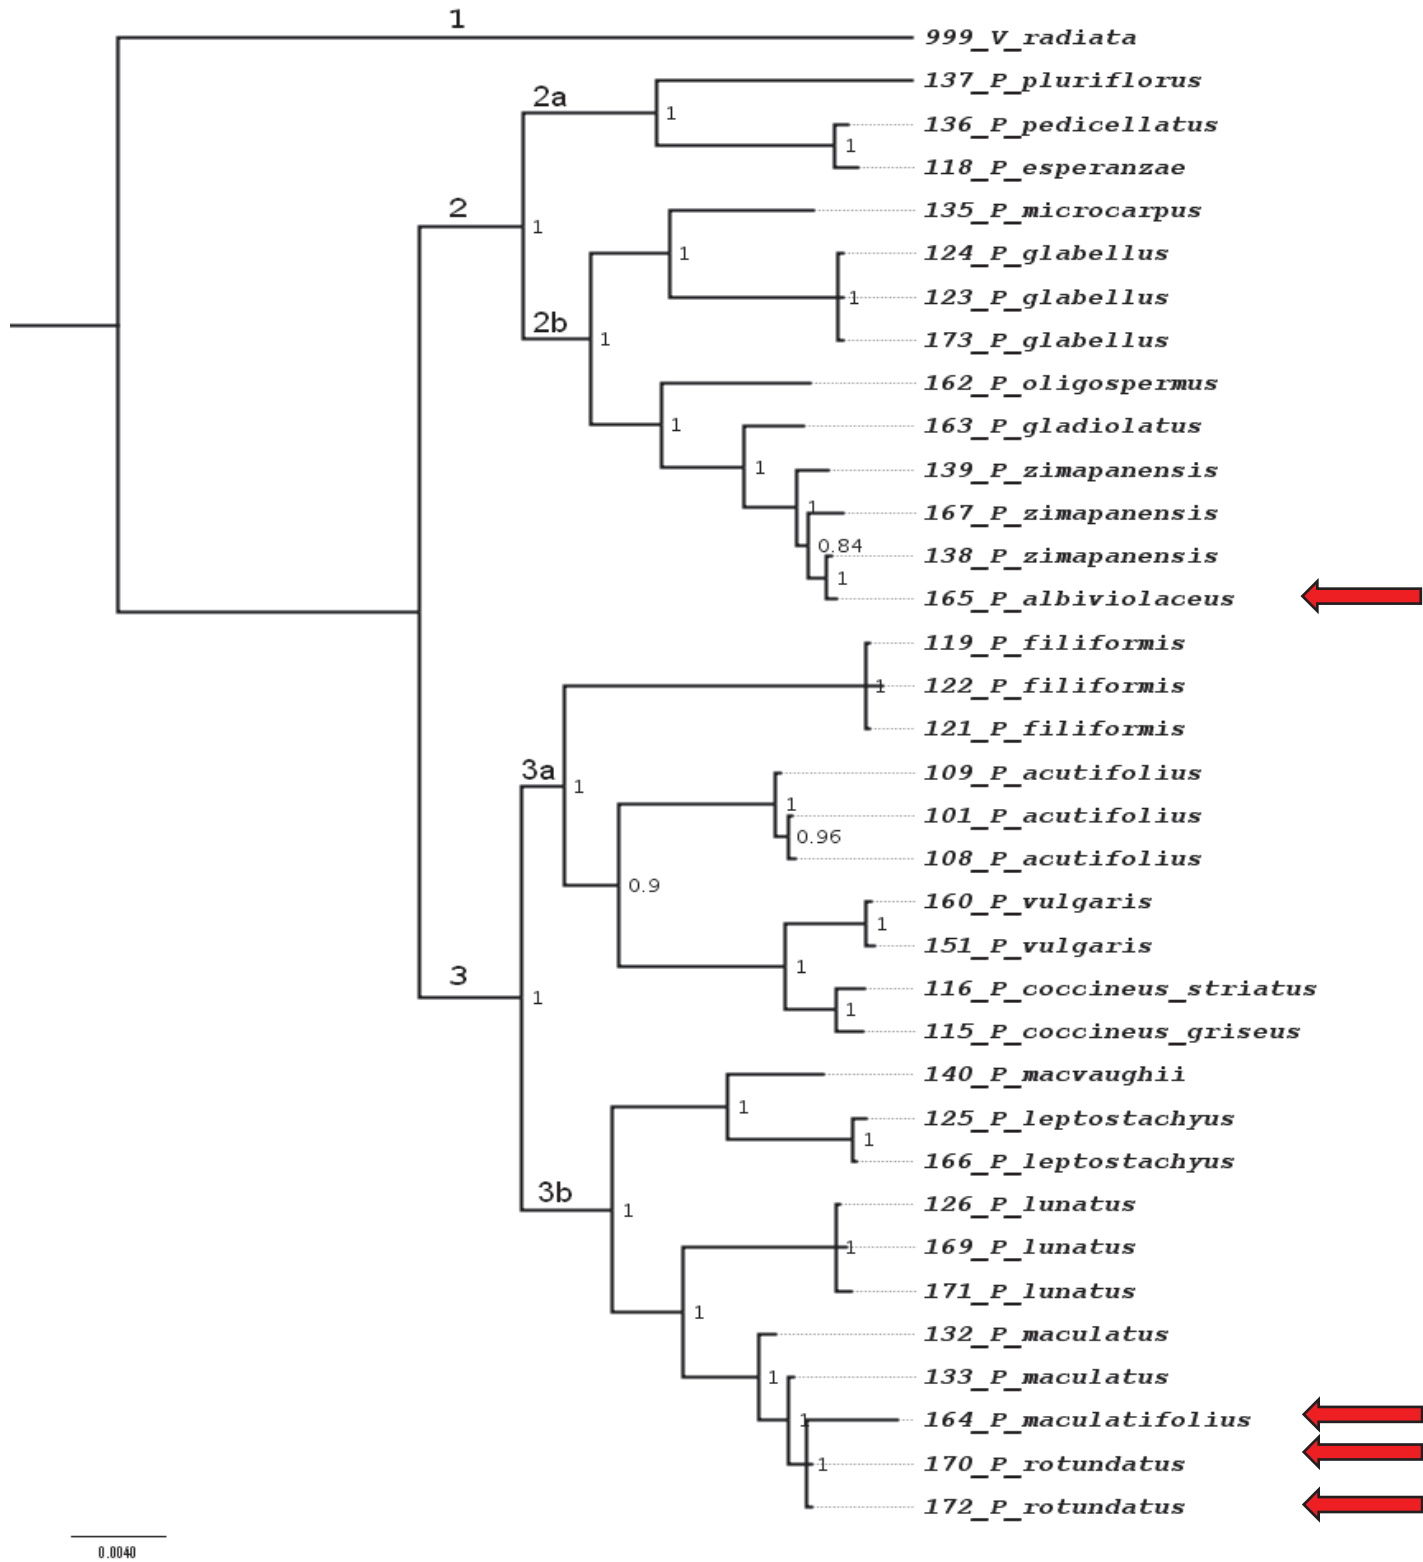 1
999_V_radiata
137_P_pluriflorus
2a
1
136_P_pedicellatus
1
118_P_esperanzae
2
1
135_P_microcarpus
1
124_P_glabellus
123_P_glabellus
1
173_P_glabellus
2b
1
162_P_oligospermus
1
163_P_gladiolatus
1
139_P_zimapanensis
1
167_P_zimapanensis
0.84
138_P_zimapanensis
1
165_P_albiviolaceus
119_P_filiformis
1
122_P_filiformis
121_P_filiformis
3a
1
109_P_acutifolius
1
101_P_acutifolius
0.96
108_P_acutifolius
0.9
160_P_vulgaris
1
151_P_vulgaris
1
116_P_coccineus_striatus
1
115_P_coccineus_griseus
3
1
140_P_macvaughii
1
125_P_leptostachyus
1
166_P_leptostachyus
3b
1
126_P_lunatus
1
169_P_lunatus
171_P_lunatus
1
132_P_maculatus
1
133_P_maculatus
1
164_P_maculatifolius
1
170_P_rotundatus
172_P_rotundatus
0.0040